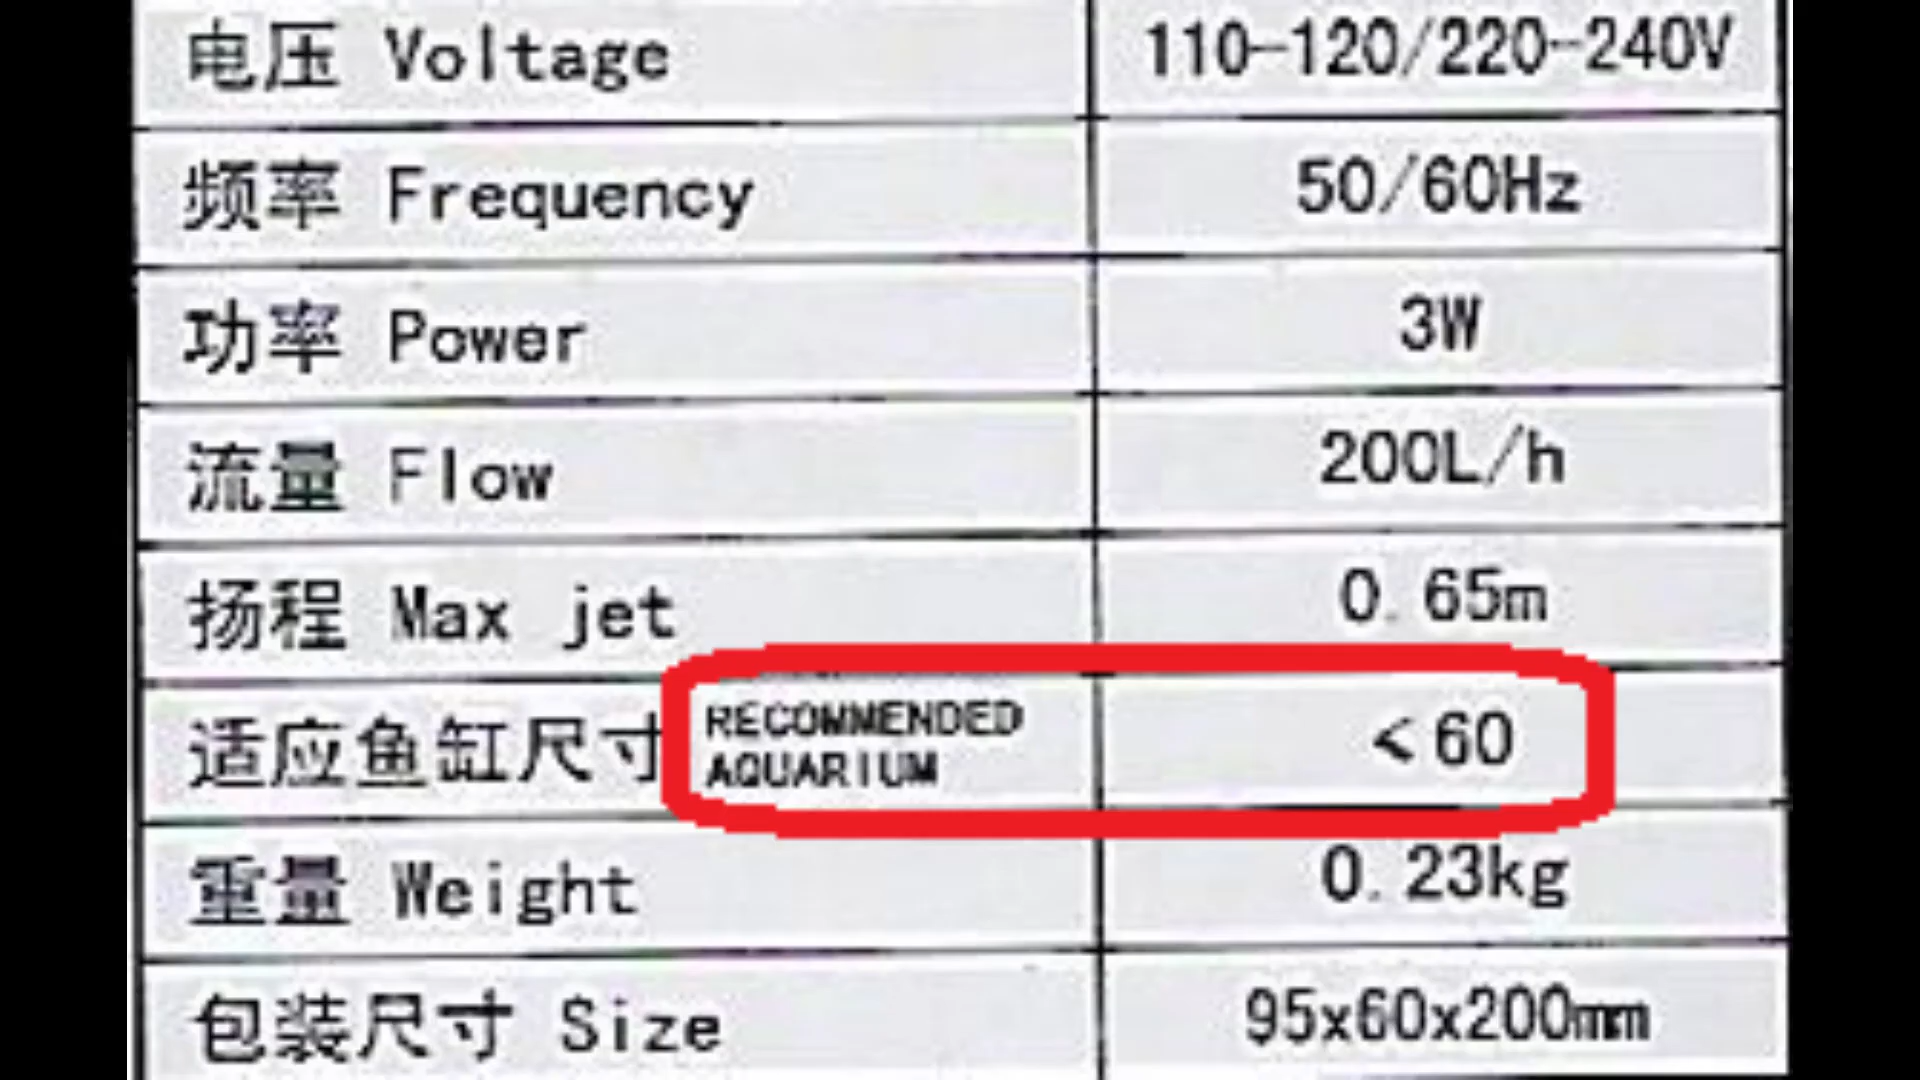 电压 Voltage 110-120/220-240V
频率 Frequency 50/60Hz
功率 Power 3W
流量 Flow 200L/h
扬程 Max jet 0.65m
适应鱼缸尺寸 RECOMMENDED AQUARIUM <60
重量 Weight 0.23kg
包装尺寸 Size 95x60x200mm